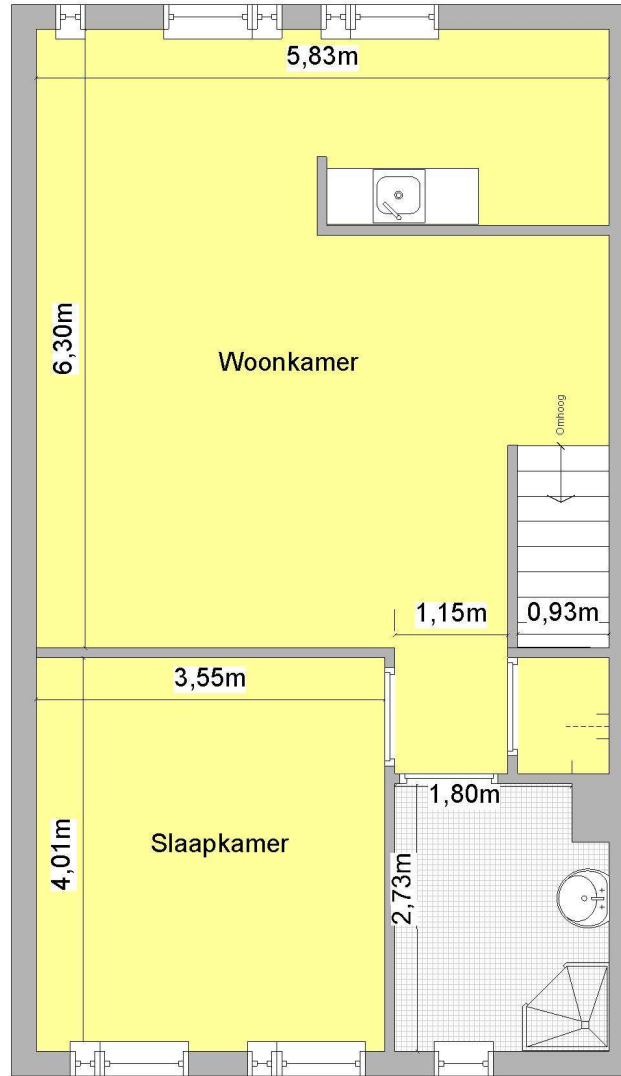 5,83m
6,30m
Woonkamer
Omhoog
1,15m
0,93m
3,55m
1,80m
4,01m
Slaapkamer
2,73m